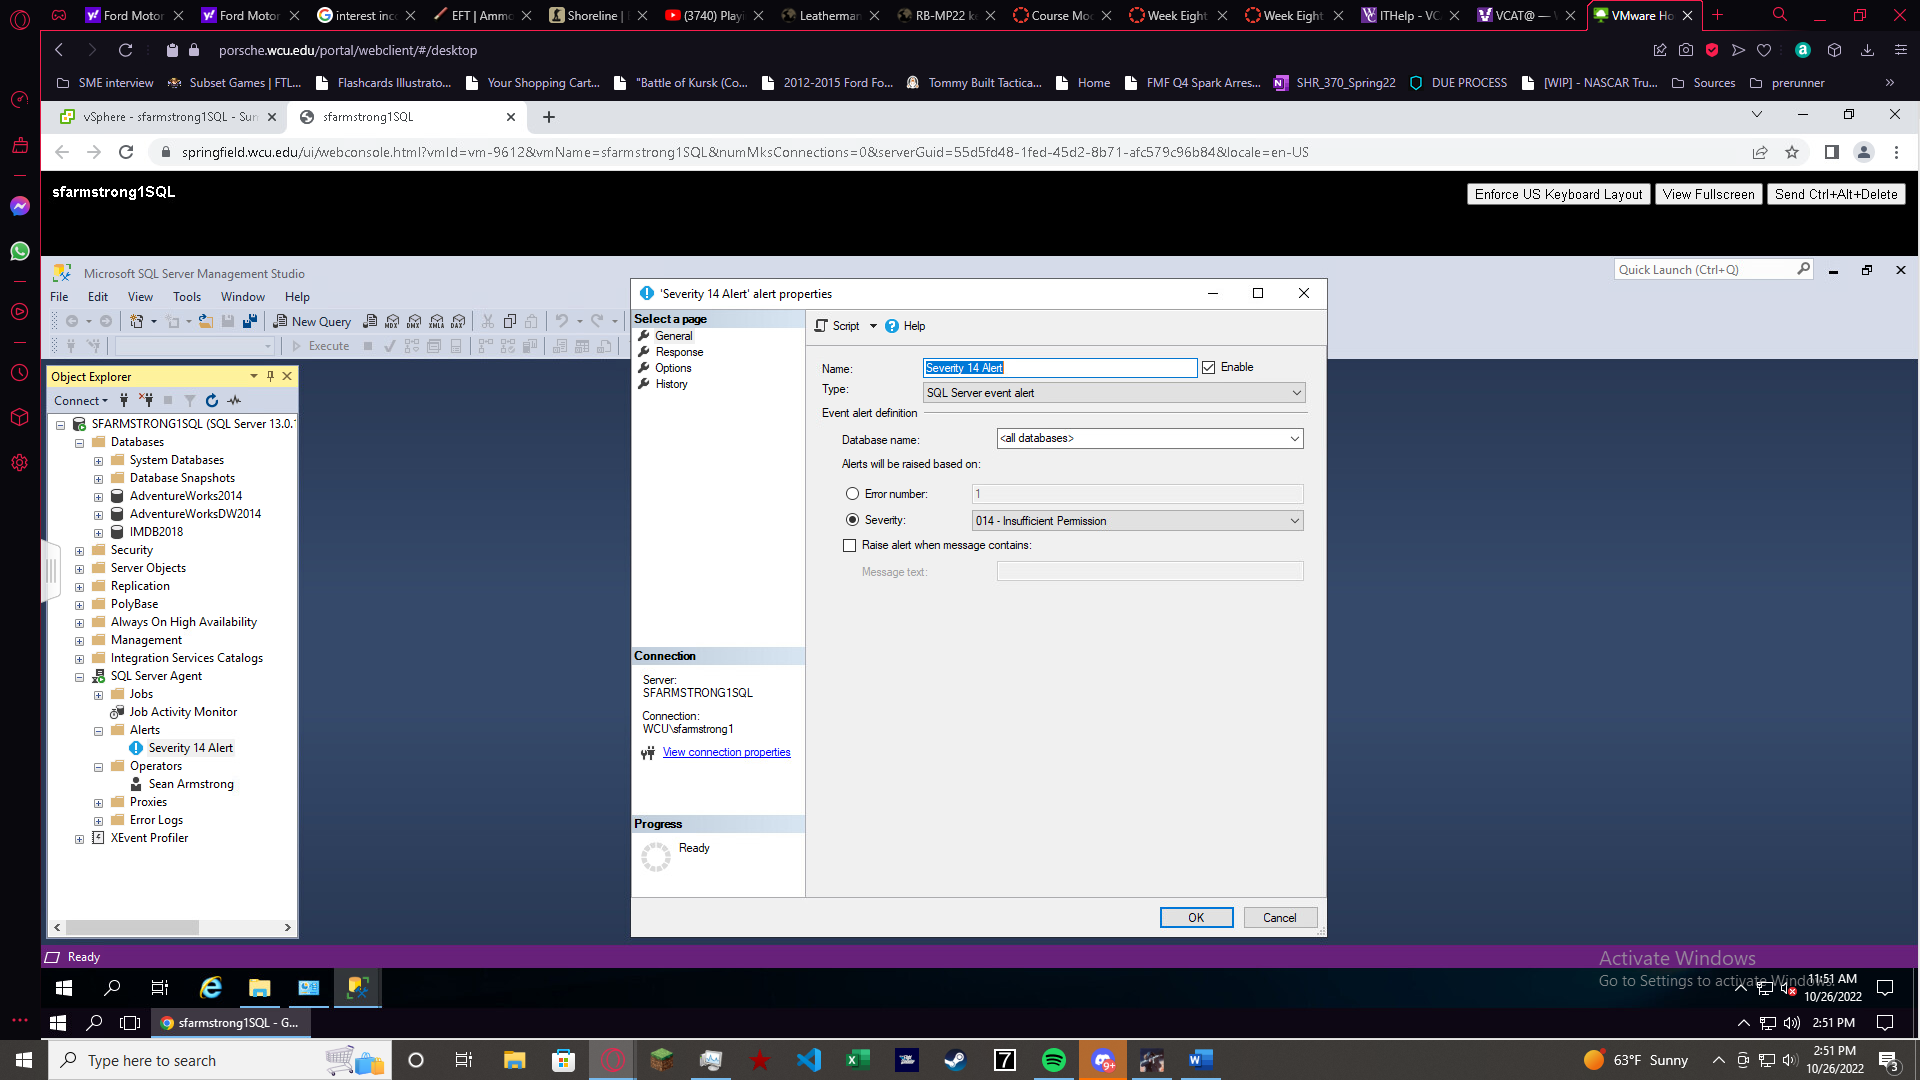 Ford Motor
Ford Motor
interest inc
EFT | Ammo
Shoreline |
(3740) Playi
Leatherman
RB-MP22 k
Course Mod
Week Eight
Week Eight
ITHelp - VC
VCAT@ —
VMware Ho
porsche.wcu.edu/portal/webclient/#/desktop
SME interview
Subset Games | FTL...
Flashcards Illustrato...
Your Shopping Cart...
"Battle of Kursk (Co...
2012-2015 Ford Fo...
Tommy Built Tactica...
Home
FMF Q4 Spark Arres...
SHR_370_Spring22
DUE PROCESS
[WIP] - NASCAR Tru...
Sources
prerunner
»
vSphere - sfarmstrong1SQL - Sum
sfarmstrong1SQL
springfield.wcu.edu/ui/webconsole.html?vmId=vm-9612&vmName=sfarmstrong1SQL&numMksConnections=0&serverGuid=55d5fd48-1fed-45d2-8b71-afc579c96b84&locale=en-US
sfarmstrong1SQL
Enforce US Keyboard Layout
View Fullscreen
Send Ctrl+Alt+Delete
Microsoft SQL Server Management Studio
Quick Launch (Ctrl+Q)
File Edit View Tools Window Help
New Query
MDX DMX XMLA DAX
Execute
Object Explorer
Connect
SFARMSTRONG1SQL (SQL Server 13.0.
Databases
System Databases
Database Snapshots
AdventureWorks2014
AdventureWorksDW2014
IMDB2018
Security
Server Objects
Replication
PolyBase
Always On High Availability
Management
Integration Services Catalogs
SQL Server Agent
Jobs
Job Activity Monitor
Alerts
Severity 14 Alert
Operators
Sean Armstrong
Proxies
Error Logs
XEvent Profiler
'Severity 14 Alert' alert properties
Select a page
General
Response
Options
History
Connection
Server:
SFARMSTRONG1SQL
Connection:
WCU\sfarmstrong1
View connection properties
Progress
Ready
Script
Help
Name:
Severity 14 Alert
Enable
Type:
SQL Server event alert
Event alert definition
Database name:
<all databases>
Alerts will be raised based on:
Error number:
1
Severity:
014 - Insufficient Permission
Raise alert when message contains:
Message text:
OK
Cancel
Ready
Activate Windows
Go to Settings to activate Windows.
11:51 AM
10/26/2022
sfarmstrong1SQL - G...
2:51 PM
Type here to search
7
9+
63°F Sunny
2:51 PM
10/26/2022
3